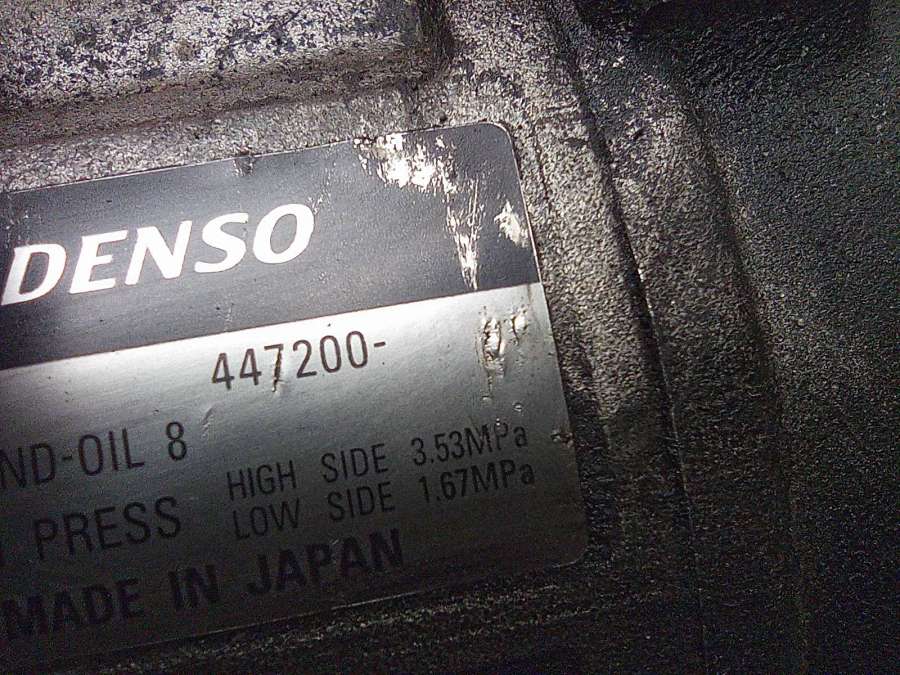 DENSO
447200-
ND-OIL 8
PRESS
HIGH SIDE 3.53MPa
LOW SIDE 1.67MPa
MADE IN JAPAN